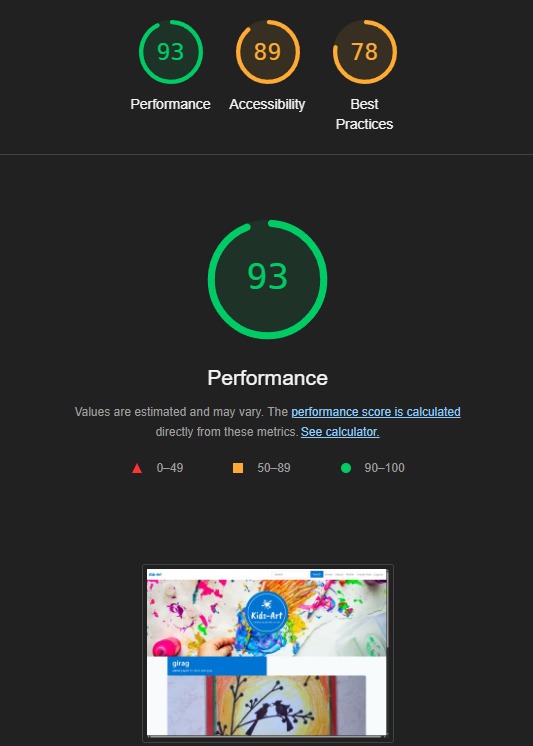 93
89
78
Performance
Accessibility
Best
Practices
93
Performance
Values are estimated and may vary. The performance score is calculated
directly from these metrics. See calculator.
0–49
50–89
90–100
Kids-Art
girag